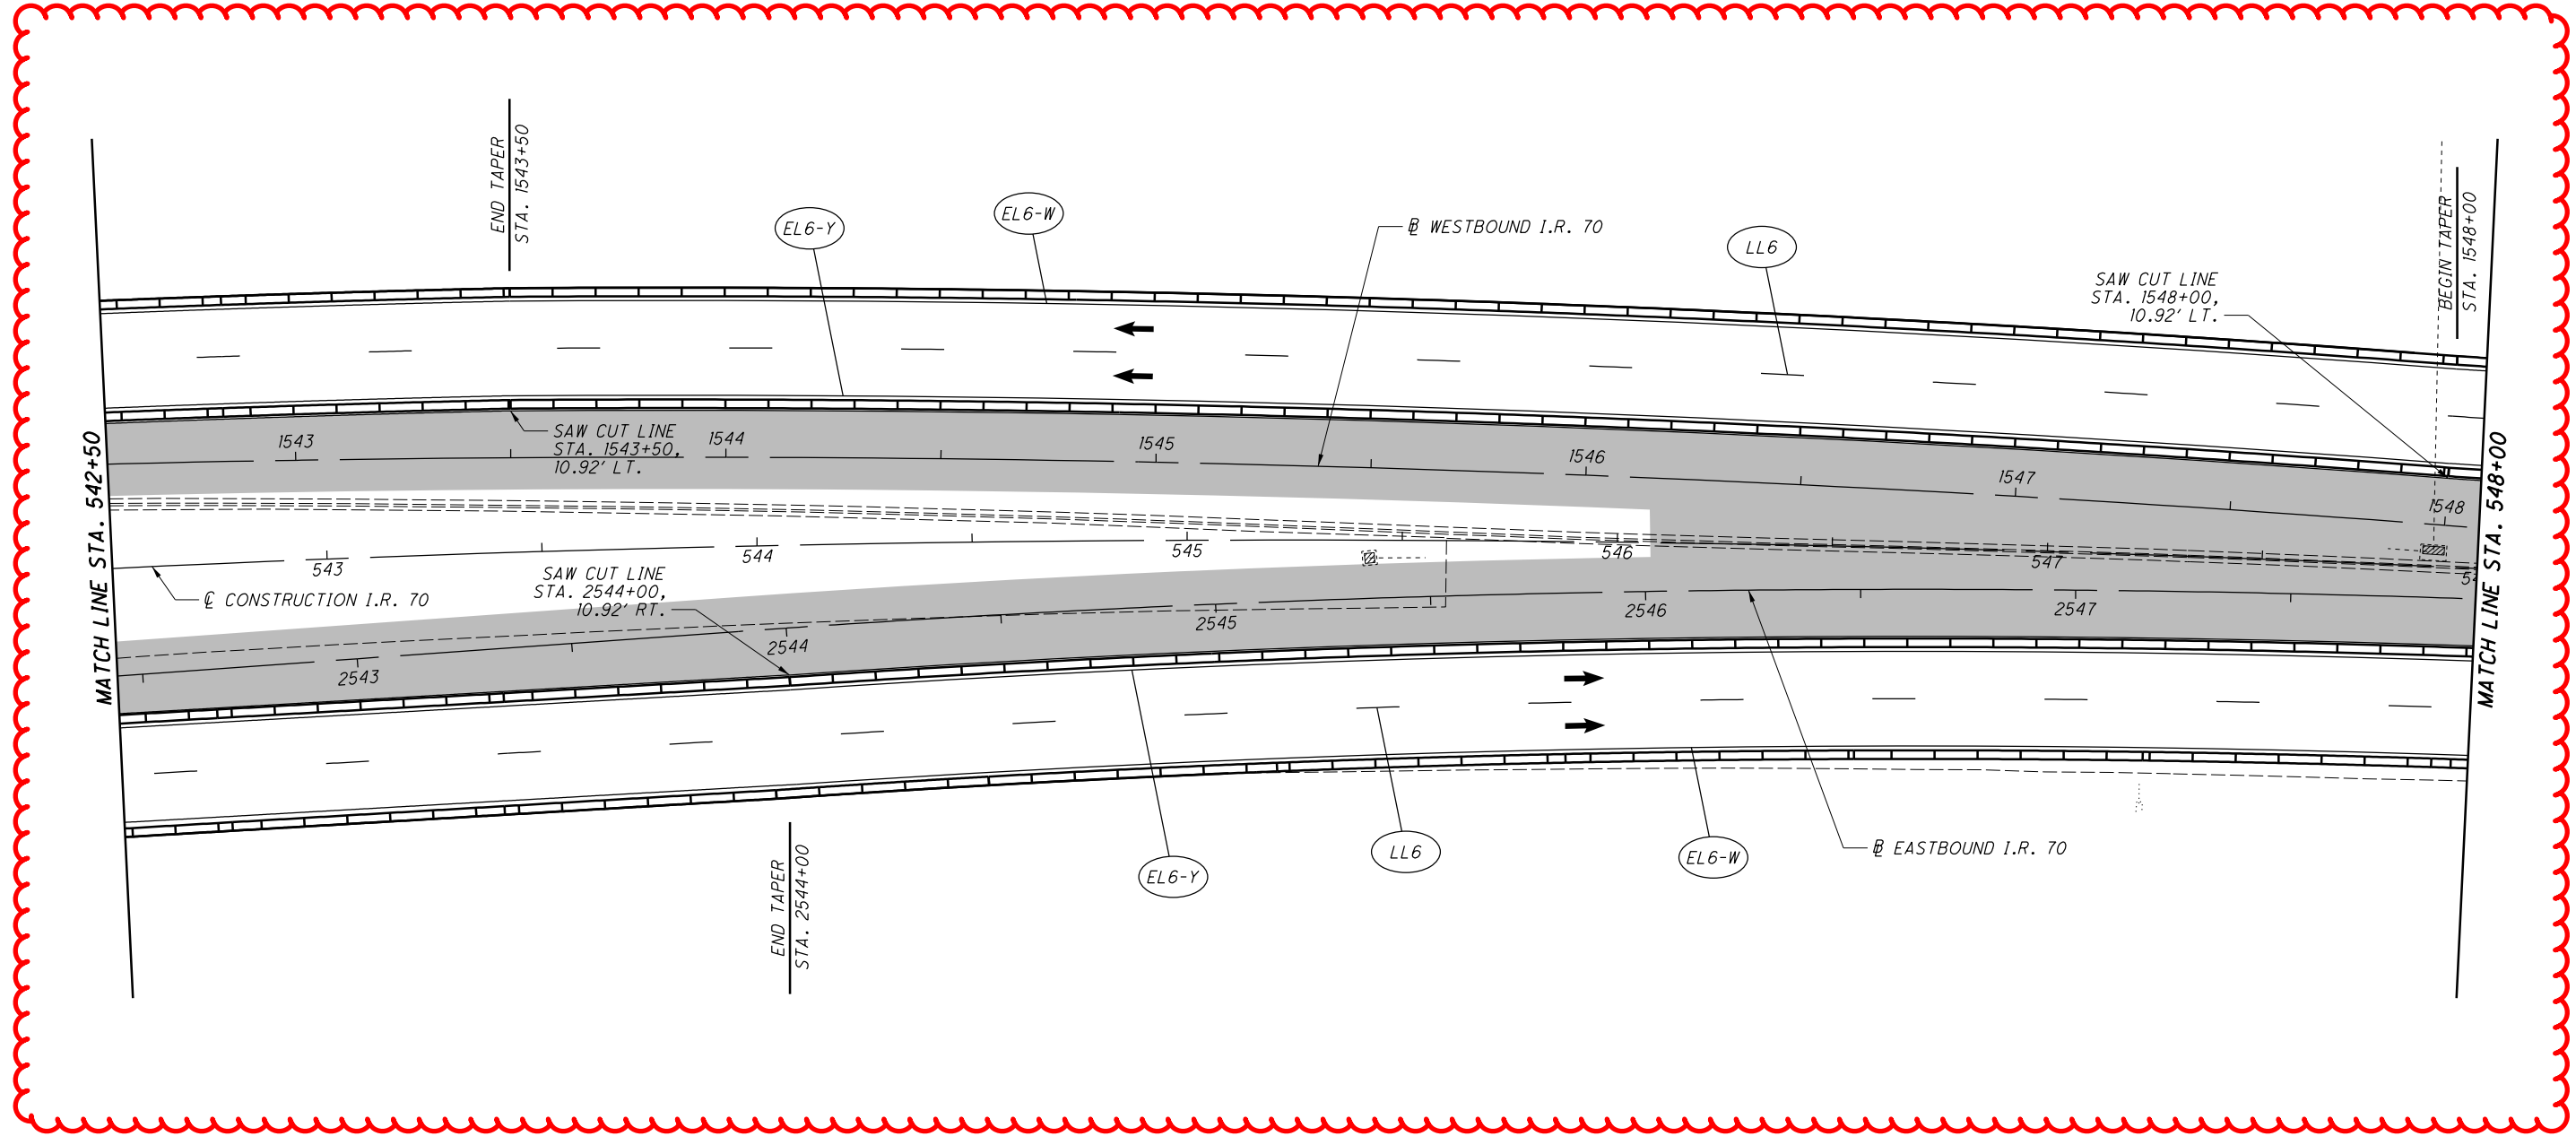 END TAPER
STA. 1543+50
EL6-Y
EL6-W
℄ WESTBOUND I.R. 70
LL6
BEGIN TAPER
STA. 1548+00
SAW CUT LINE
STA. 1548+00,
10.92' LT.
MATCH LINE STA. 542+50
1543
SAW CUT LINE
STA. 1543+50,
10.92' LT.
1544
1545
1546
1547
1548
MATCH LINE STA. 548+00
543
544
545
546
547
℄ CONSTRUCTION I.R. 70
SAW CUT LINE
STA. 2544+00,
10.92' RT.
2543
2544
2545
2546
2547
END TAPER
STA. 2544+00
EL6-Y
LL6
EL6-W
℄ EASTBOUND I.R. 70